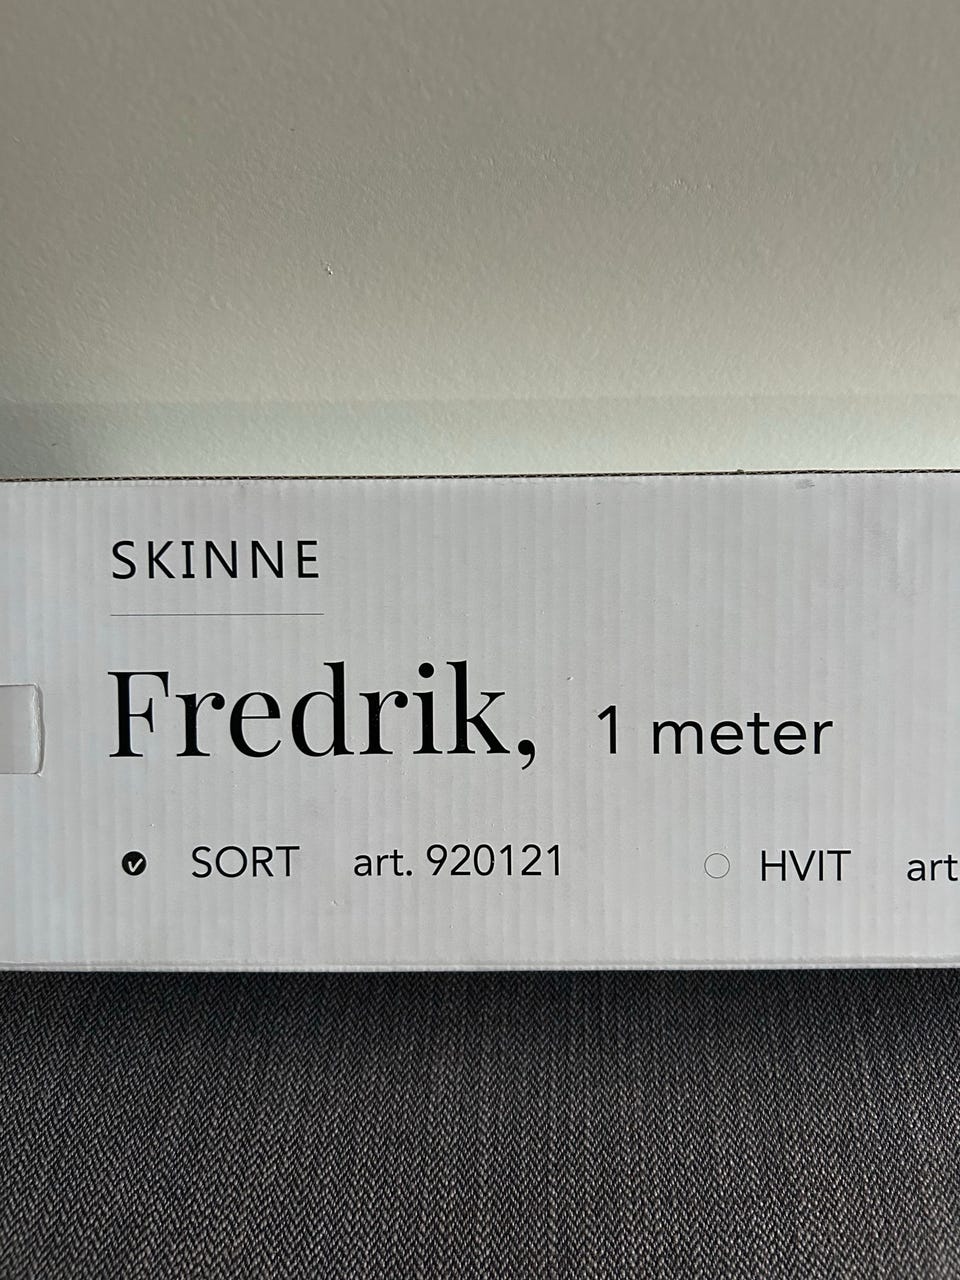 SKINNE
Fredrik, 1 meter
SORT art. 920121 HVIT art